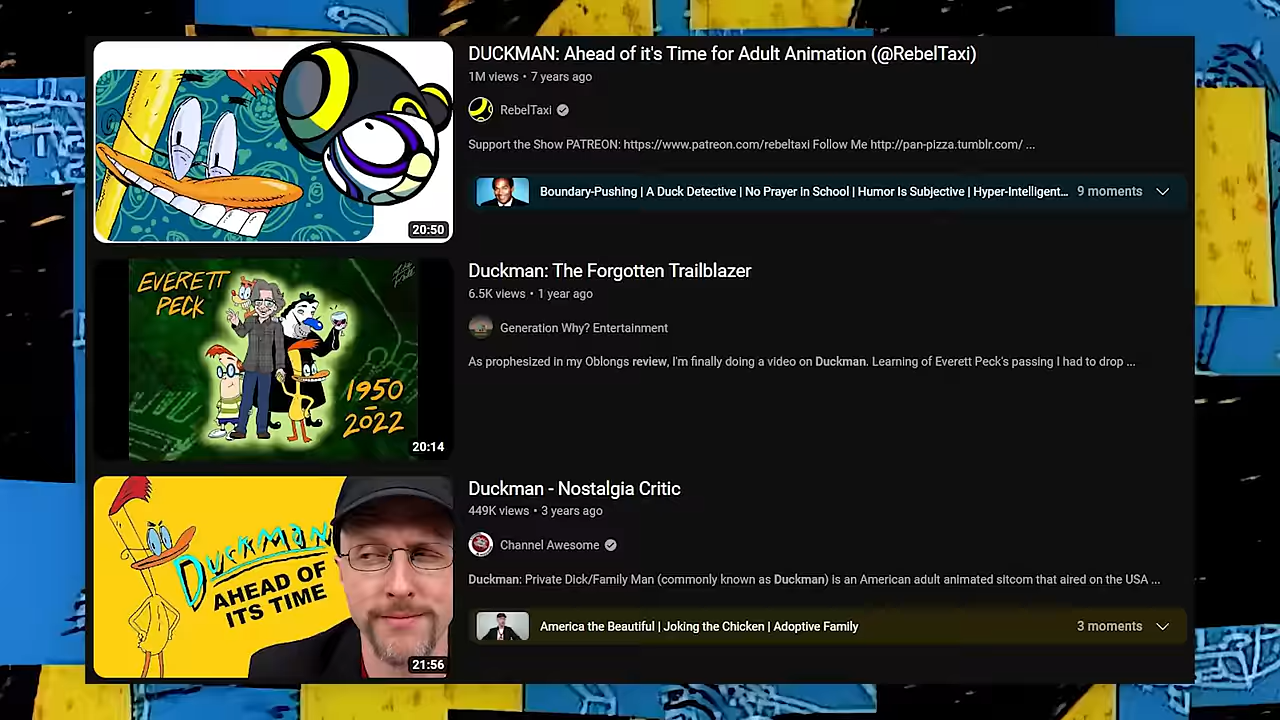 DUCKMAN: Ahead of it's Time for Adult Animation (@RebelTaxi)
1M views • 7 years ago
RebelTaxi
Support the Show PATREON: https://www.patreon.com/rebeltaxi Follow Me http://pan-pizza.tumblr.com/ ...
Boundary-Pushing | A Duck Detective | No Prayer in School | Humor Is Subjective | Hyper-Intelligent... 9 moments
20:50
EVERETT
PECK
1950
–
2022
20:14
Duckman: The Forgotten Trailblazer
6.5K views • 1 year ago
Generation Why? Entertainment
As prophesized in my Oblongs review, I'm finally doing a video on Duckman. Learning of Everett Peck's passing I had to drop ...
DUCKMAN
AHEAD OF
ITS TIME
21:56
Duckman - Nostalgia Critic
449K views • 3 years ago
Channel Awesome
Duckman: Private Dick/Family Man (commonly known as Duckman) is an American adult animated sitcom that aired on the USA ...
America the Beautiful | Joking the Chicken | Adoptive Family 3 moments